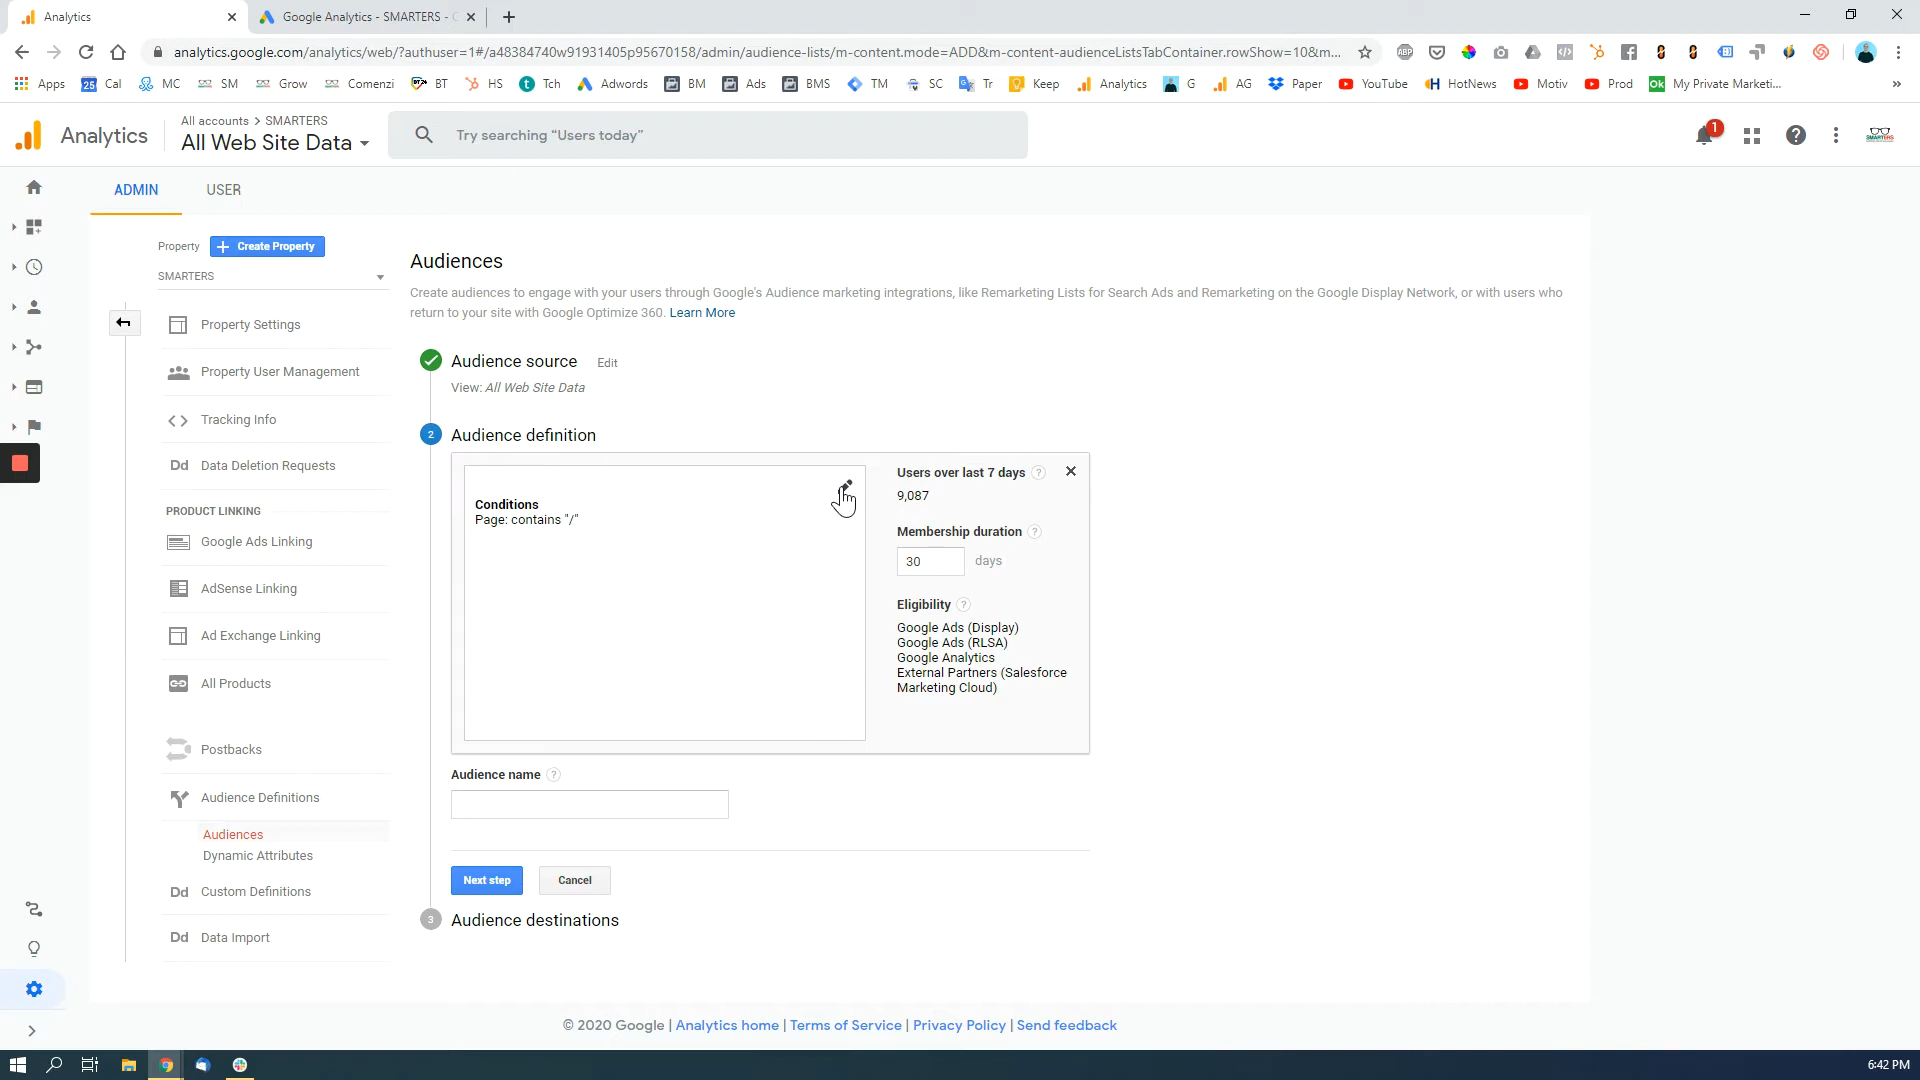 Analytics
Google Analytics - SMARTERS - C
analytics.google.com/analytics/web/?authuser=1#/a48384740w91931405p95670158/admin/audience-lists/m-content.mode=ADD&m-content-audienceListsTabContainer.rowShow=10&m...
Apps
25
Cal
MC
SM
Grow
Comenzi
BT
HS
Tch
Adwords
BM
Ads
BMS
TM
SC
Tr
Keep
Analytics
G
AG
Paper
YouTube
HotNews
Motiv
Prod
Ok
My Private Marketi...
»
Analytics
All accounts > SMARTERS
All Web Site Data
Try searching “Users today”
1
SMARTERS
ADMIN
USER
Property
+ Create Property
SMARTERS
Property Settings
Property User Management
Tracking Info
Dd Data Deletion Requests
PRODUCT LINKING
Google Ads Linking
AdSense Linking
Ad Exchange Linking
All Products
Postbacks
Audience Definitions
Audiences
Dynamic Attributes
Dd Custom Definitions
Dd Data Import
Audiences
Create audiences to engage with your users through Google's Audience marketing integrations, like Remarketing Lists for Search Ads and Remarketing on the Google Display Network, or with users who
return to your site with Google Optimize 360. Learn More
Audience source Edit
View: All Web Site Data
2 Audience definition
Conditions
Page: contains "/"
Users over last 7 days ?
9,087
Membership duration ?
30 days
Eligibility ?
Google Ads (Display)
Google Ads (RLSA)
Google Analytics
External Partners (Salesforce
Marketing Cloud)
Audience name ?
Next step
Cancel
3 Audience destinations
© 2020 Google | Analytics home | Terms of Service | Privacy Policy | Send feedback
6:42 PM